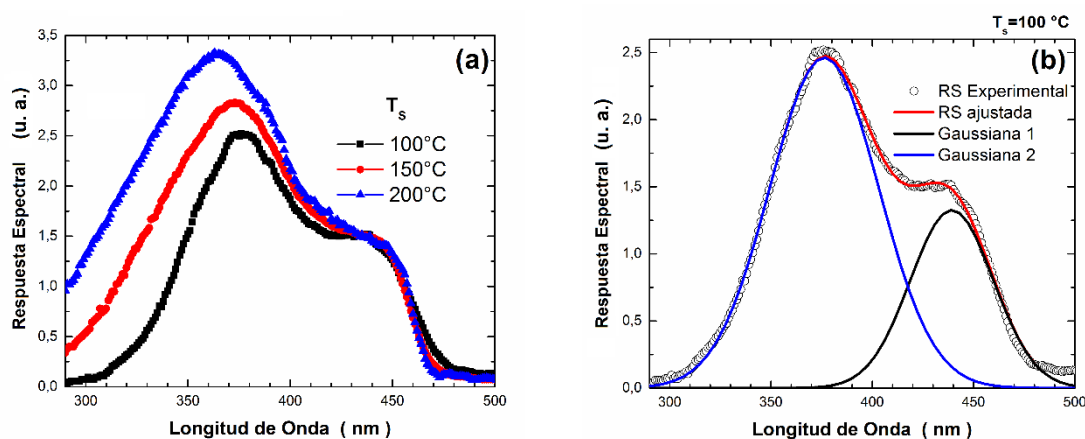 (a)
3,5
3,0
2,5
2,0
1,5
1,0
0,5
0,0
Respuesta Espectral (u. a.)
T_S
100°C
150°C
200°C
300 350 400 450 500
Longitud de Onda ( nm )
T_s=100 °C
(b)
2,5
2,0
1,5
1,0
0,5
0,0
Respuesta Espectral (u. a.)
RS Experimental
RS ajustada
Gaussiana 1
Gaussiana 2
300 350 400 450 500
Longitud de Onda ( nm )